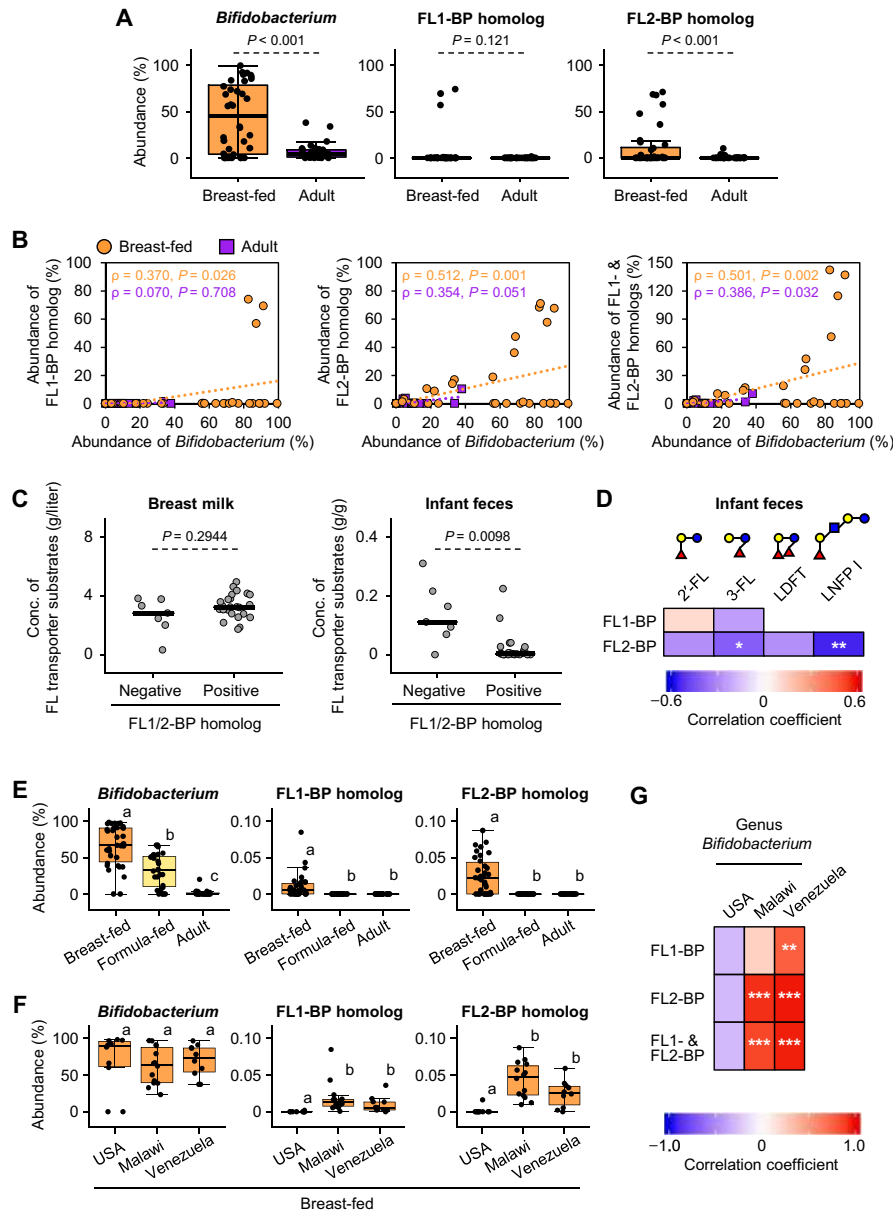 A
Bifidobacterium
FL1-BP homolog
FL2-BP homolog
P < 0.001
P = 0.121
P < 0.001
Abundance (%)
100
50
0
100
50
0
100
50
0
Breast-fed
Adult
Breast-fed
Adult
Breast-fed
Adult
B
Breast-fed
Adult
Abundance of
FL1-BP homolog (%)
100
80
60
40
20
0
ρ = 0.370, P = 0.026
ρ = 0.070, P = 0.708
0 20 40 60 80 100
Abundance of Bifidobacterium (%)
Abundance of
FL2-BP homolog (%)
100
80
60
40
20
0
ρ = 0.512, P = 0.001
ρ = 0.354, P = 0.051
0 20 40 60 80 100
Abundance of Bifidobacterium (%)
Abundance of FL1- &
FL2-BP homologs (%)
150
120
90
60
30
0
ρ = 0.501, P = 0.002
ρ = 0.386, P = 0.032
0 20 40 60 80 100
Abundance of Bifidobacterium (%)
C
Breast milk
P = 0.2944
Conc. of
FL transporter substrates (g/liter)
8
4
0
Negative
Positive
FL1/2-BP homolog
Infant feces
P = 0.0098
Conc. of
FL transporter substrates (g/g)
0.4
0.2
0
Negative
Positive
FL1/2-BP homolog
D
Infant feces
2'-FL
3-FL
LDFT
LNFP I
FL1-BP
FL2-BP
*
**
−0.6
0
0.6
Correlation coefficient
E
Bifidobacterium
FL1-BP homolog
FL2-BP homolog
Abundance (%)
100
50
0
a
b
c
0.10
0.05
0
a
b
b
0.10
0.05
0
a
b
b
Breast-fed
Formula-fed
Adult
Breast-fed
Formula-fed
Adult
Breast-fed
Formula-fed
Adult
F
Bifidobacterium
FL1-BP homolog
FL2-BP homolog
Abundance (%)
100
50
0
a
a
a
0.10
0.05
0
a
b
b
0.10
0.05
0
a
b
b
USA
Malawi
Venezuela
USA
Malawi
Venezuela
USA
Malawi
Venezuela
Breast-fed
G
Genus
Bifidobacterium
USA
Malawi
Venezuela
FL1-BP
**
FL2-BP
***
***
FL1- &
FL2-BP
***
***
−1.0
0
1.0
Correlation coefficient